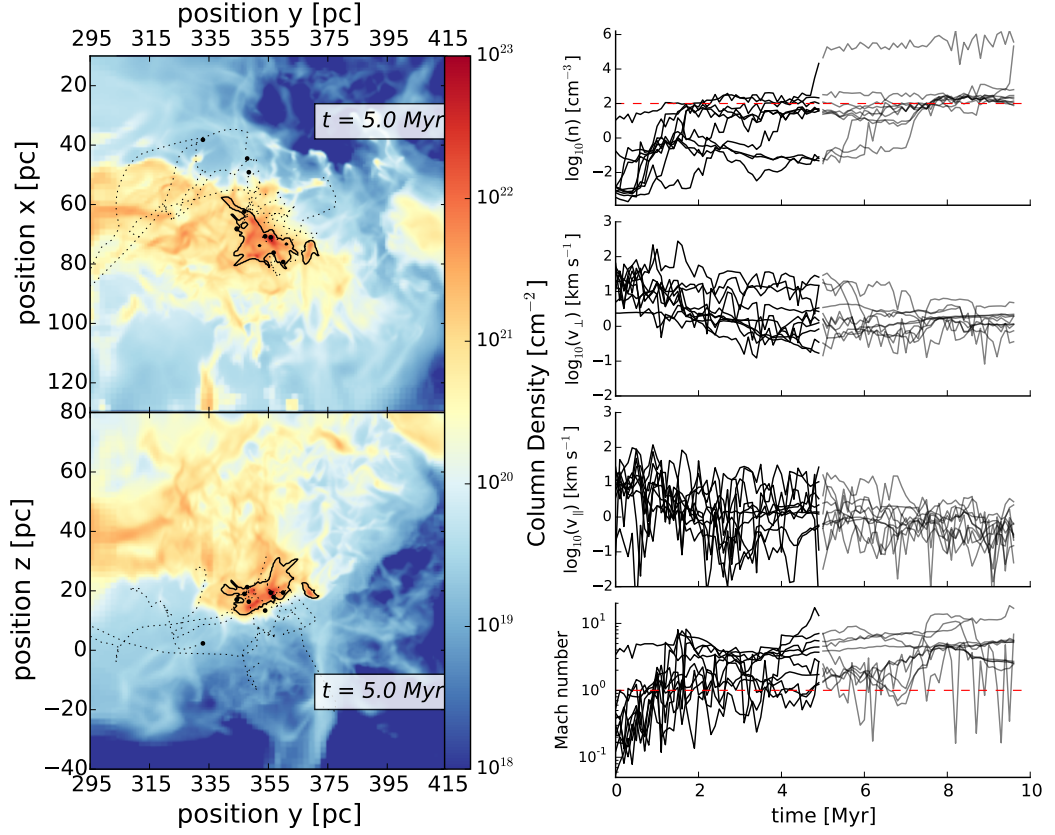 position y [pc]
295 315 335 355 375 395 415
t = 5.0 Myr
position x [pc]
20
40
60
80
100
120
80
t = 5.0 Myr
position z [pc]
60
40
20
0
−20
−40
295 315 335 355 375 395 415
position y [pc]
10²³
10²²
10²¹
10²⁰
10¹⁹
10¹⁸
Column Density [cm⁻²]
log₁₀(n) [cm⁻³]
6
4
2
0
−2
log₁₀(v⊥) [km s⁻¹]
3
2
1
0
−1
−2
log₁₀(v∥) [km s⁻¹]
3
2
1
0
−1
−2
Mach number
10¹
10⁰
10⁻¹
0 2 4 6 8 10
time [Myr]